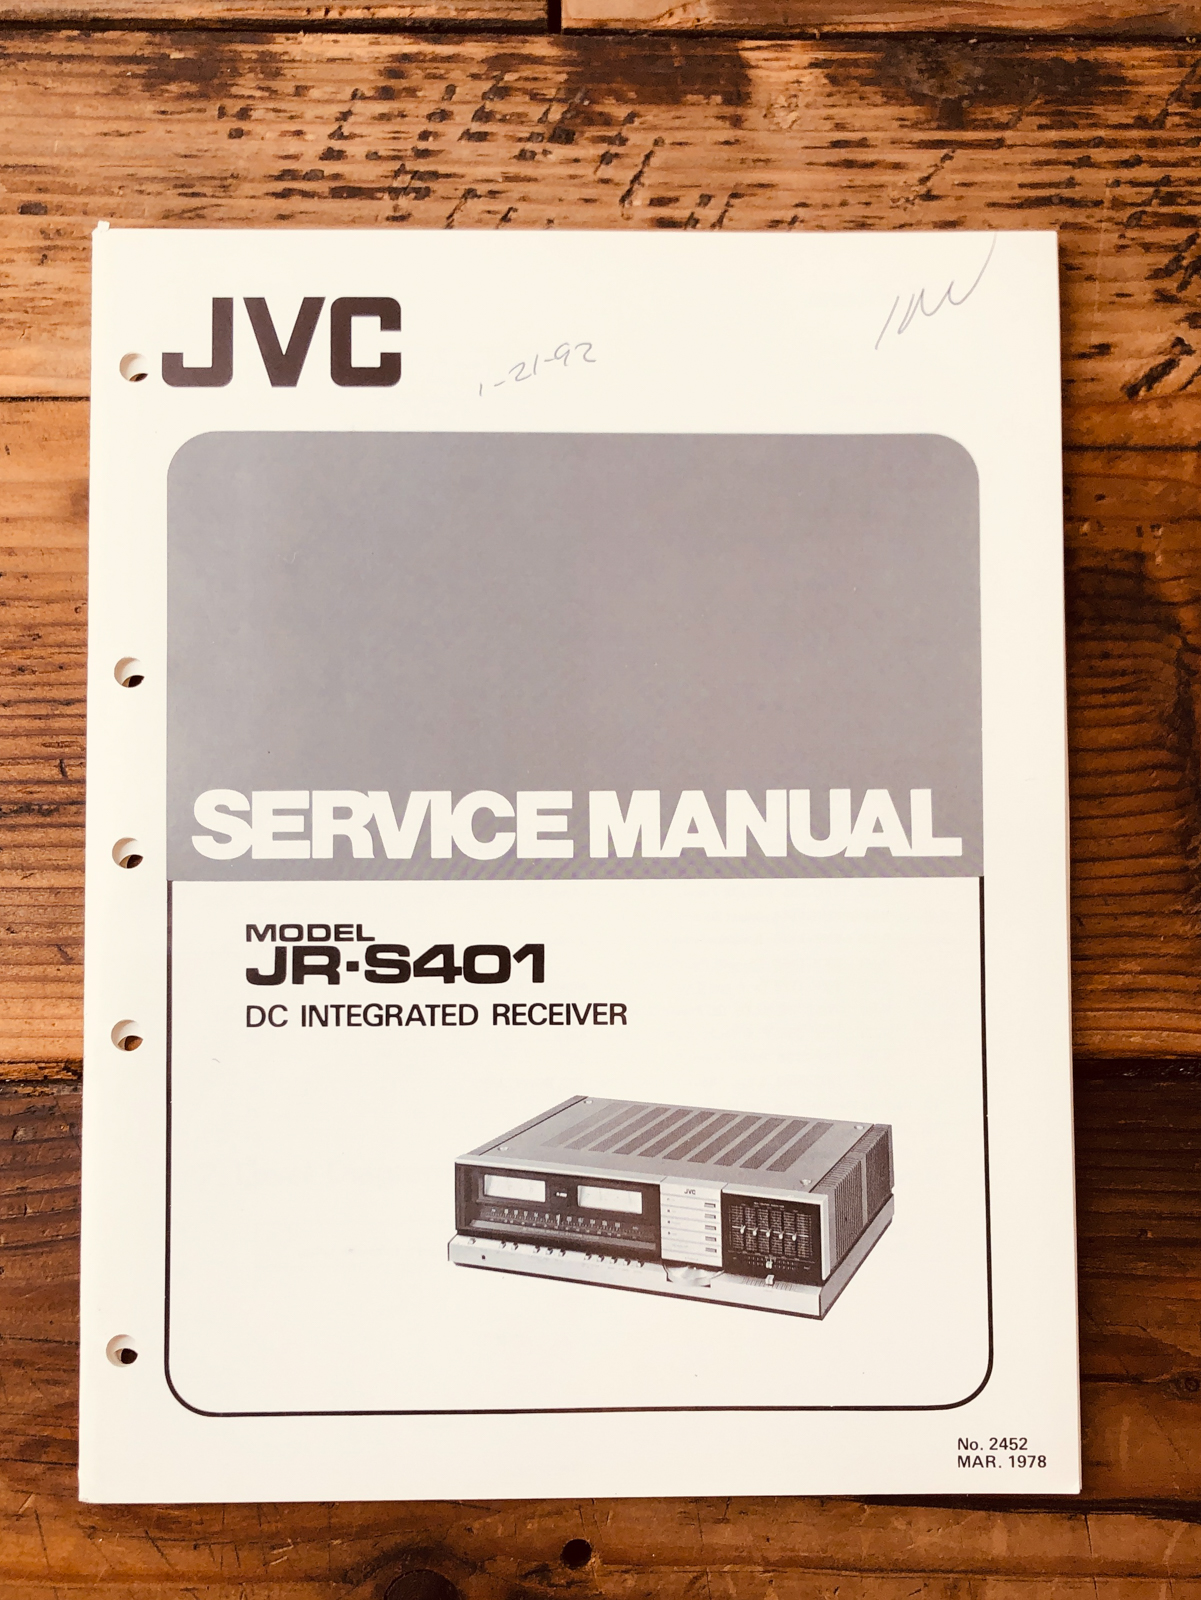 JVC
1-21-92
SERVICE MANUAL
MODEL
JR-S401
DC INTEGRATED RECEIVER
JVC
No. 2452
MAR. 1978